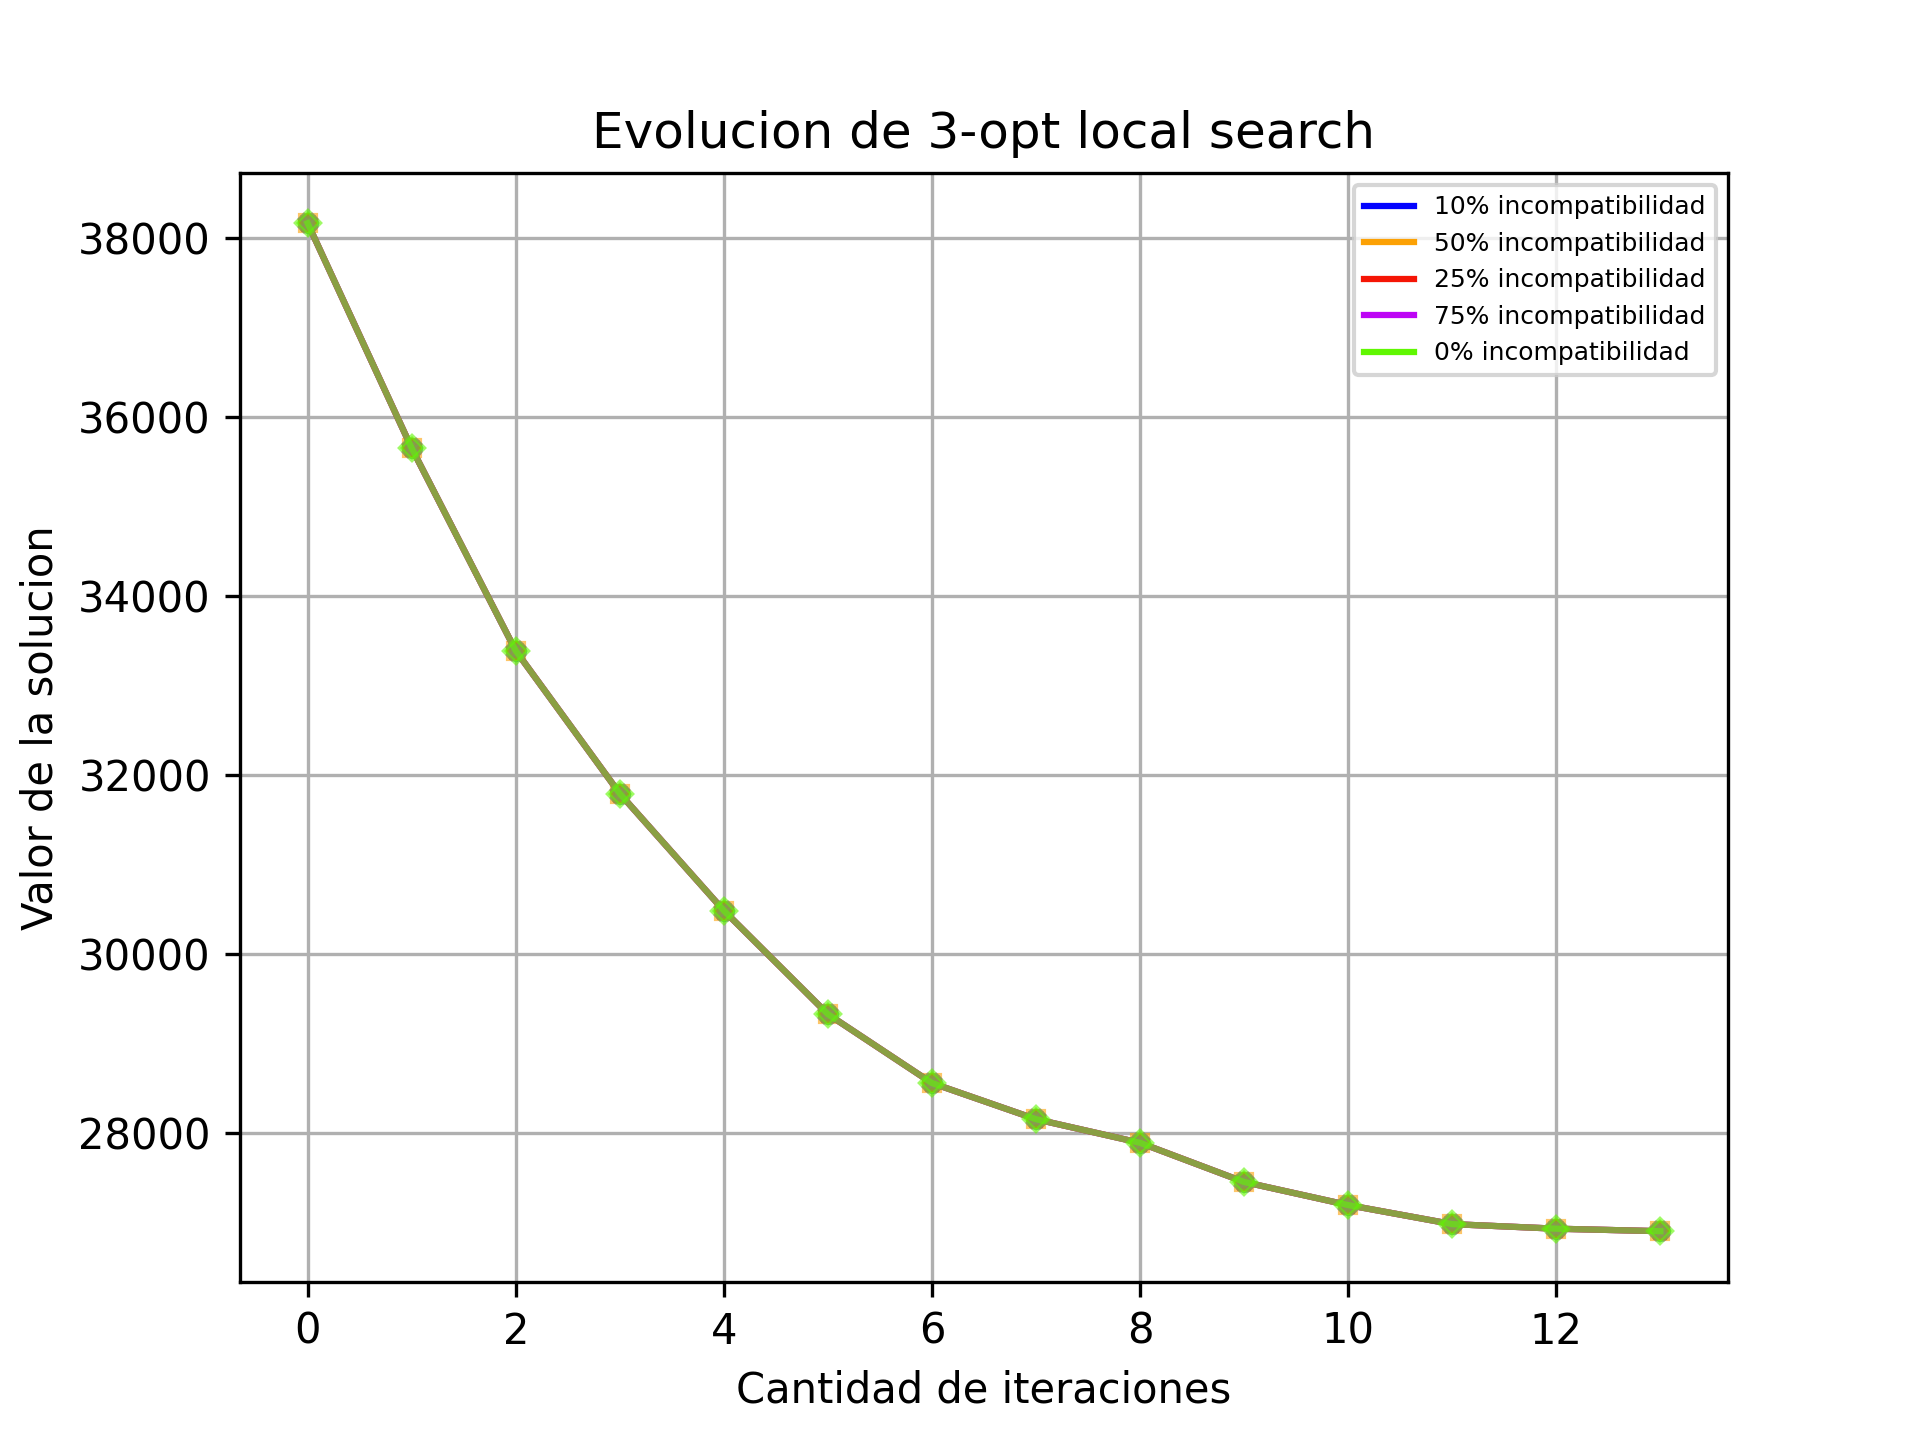 Evolucion de 3-opt local search
10% incompatibilidad
50% incompatibilidad
25% incompatibilidad
75% incompatibilidad
0% incompatibilidad
Valor de la solucion
38000
36000
34000
32000
30000
28000
0 2 4 6 8 10 12
Cantidad de iteraciones